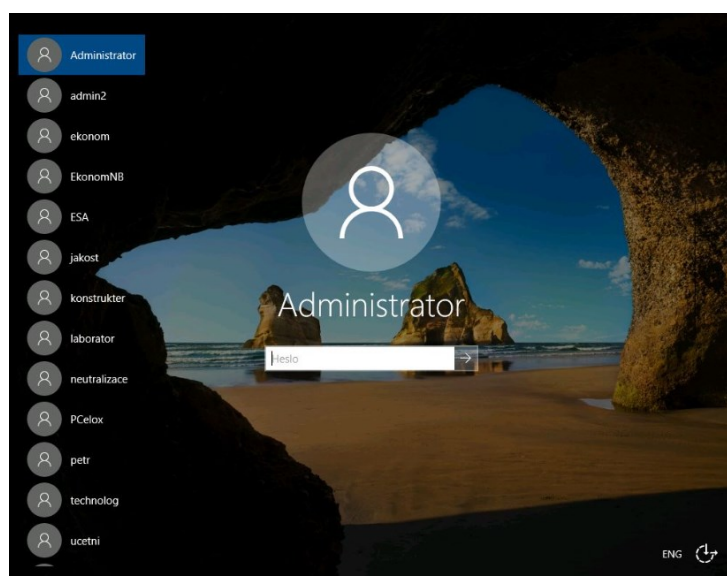 Administrator
admin2
ekonom
EkonomNB
ESA
jakost
konstrukter
laborator
neutralizace
PCelox
petr
technolog
ucetni
Administrator
Heslo
ENG